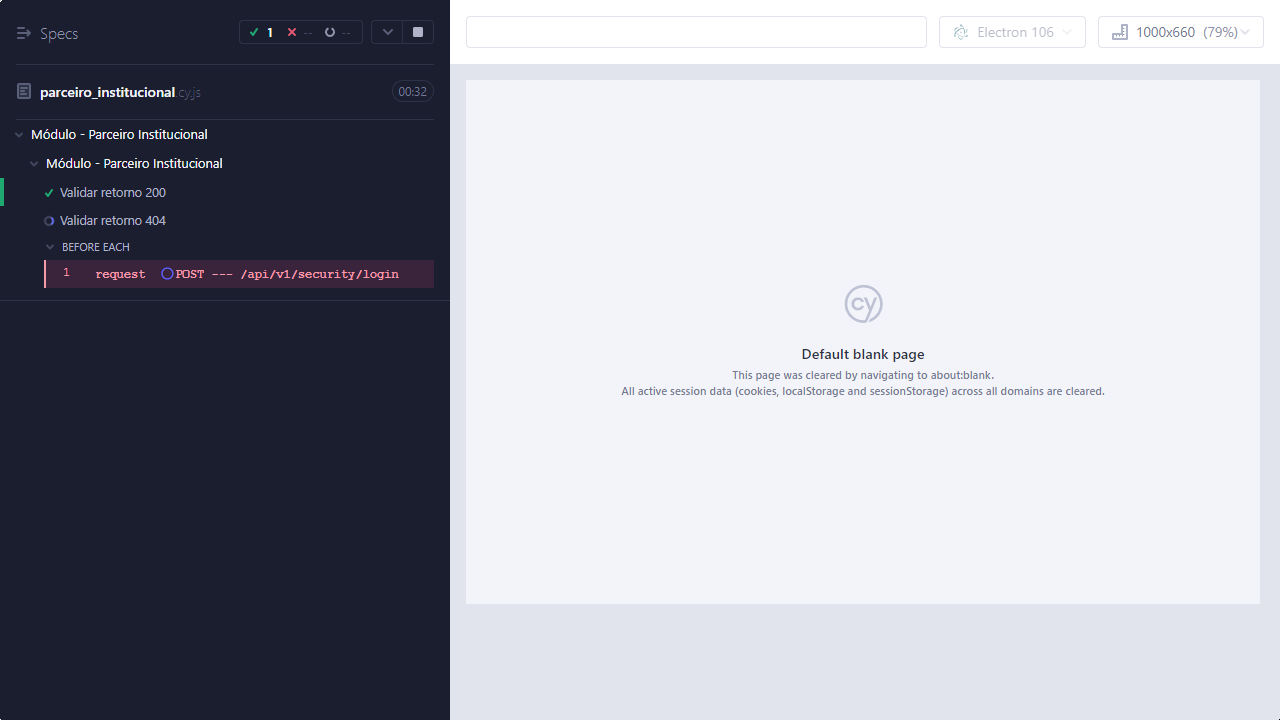 Specs
1 -- --
parceiro_institucional.cy.js 00:32
Módulo - Parceiro Institucional
Módulo - Parceiro Institucional
Validar retorno 200
Validar retorno 404
BEFORE EACH
1 request POST --- /api/v1/security/login
Electron 106
1000x660 (79%)
cy
Default blank page
This page was cleared by navigating to about:blank.
All active session data (cookies, localStorage and sessionStorage) across all domains are cleared.